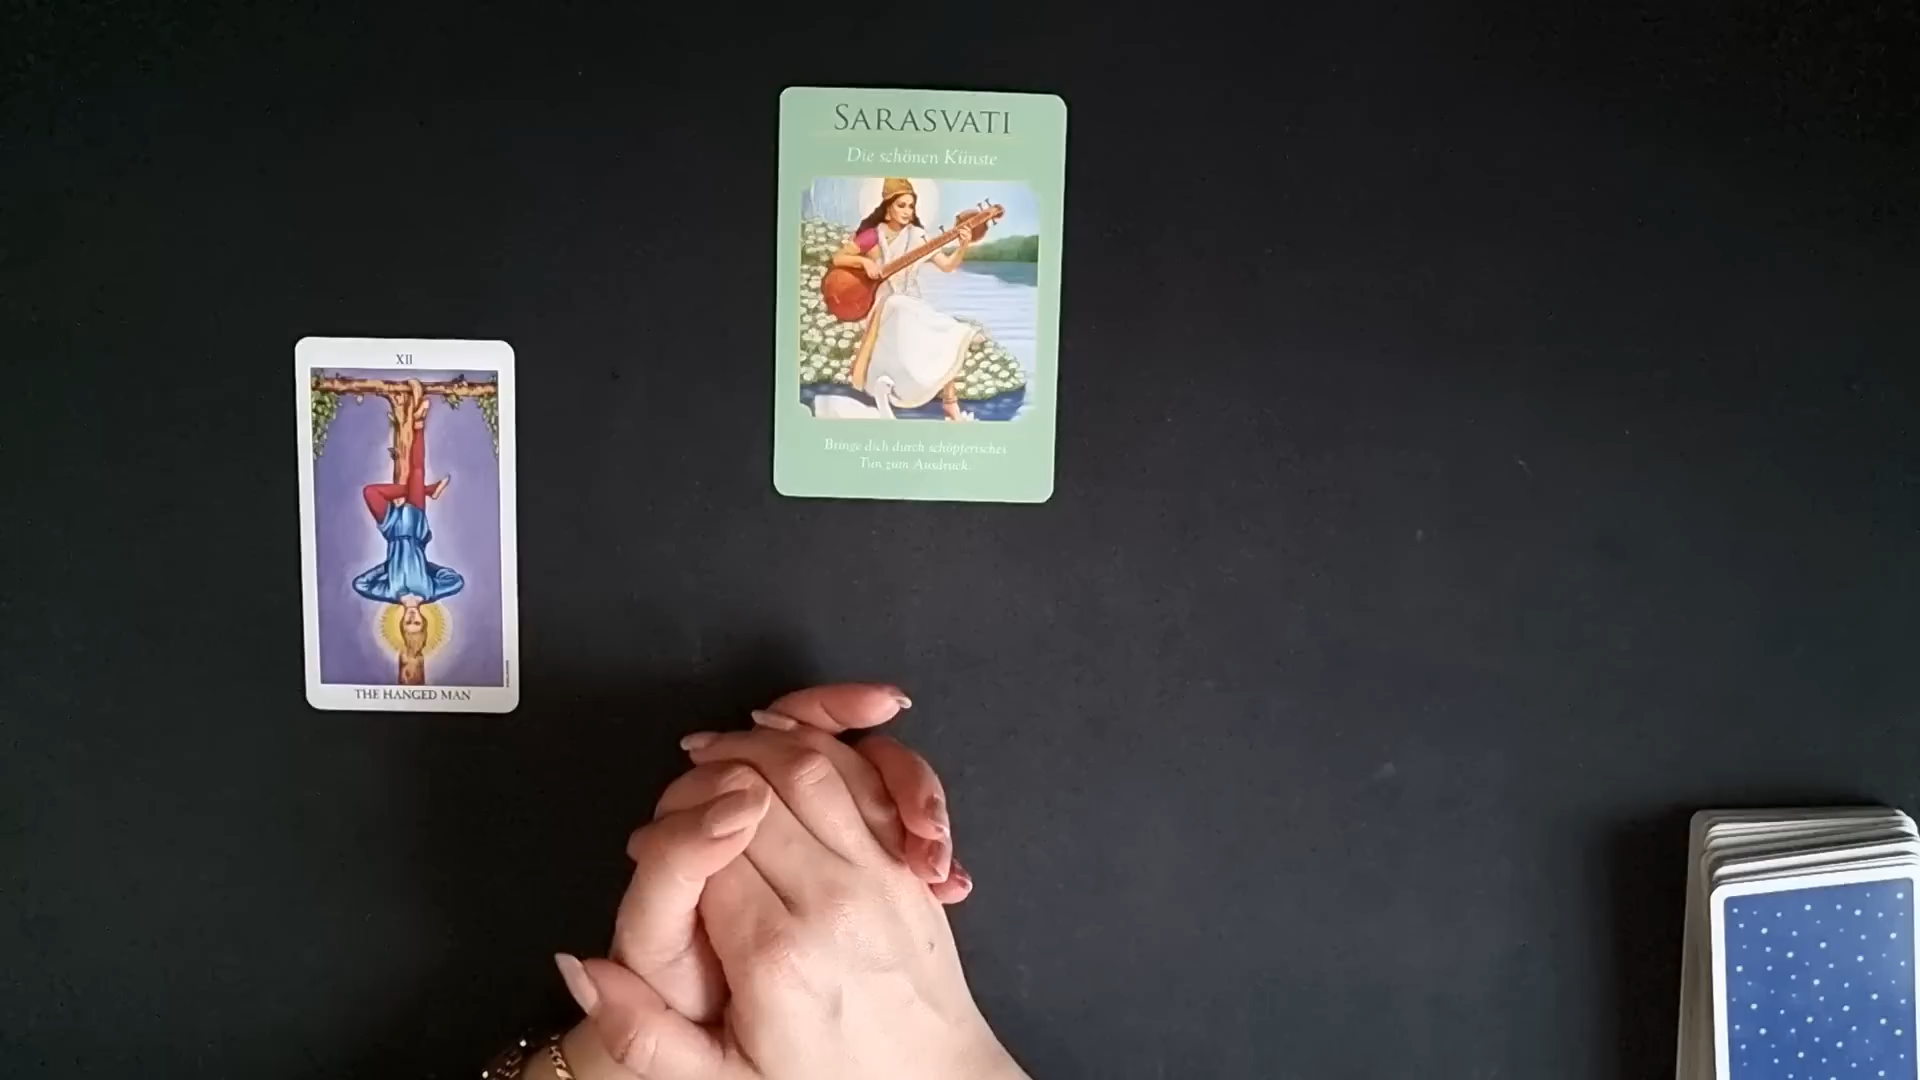 SARASVATI
Die schönen Künste
Bringe dich durch schöpferisches
Tun zum Ausdruck.
XII
THE HANGED MAN